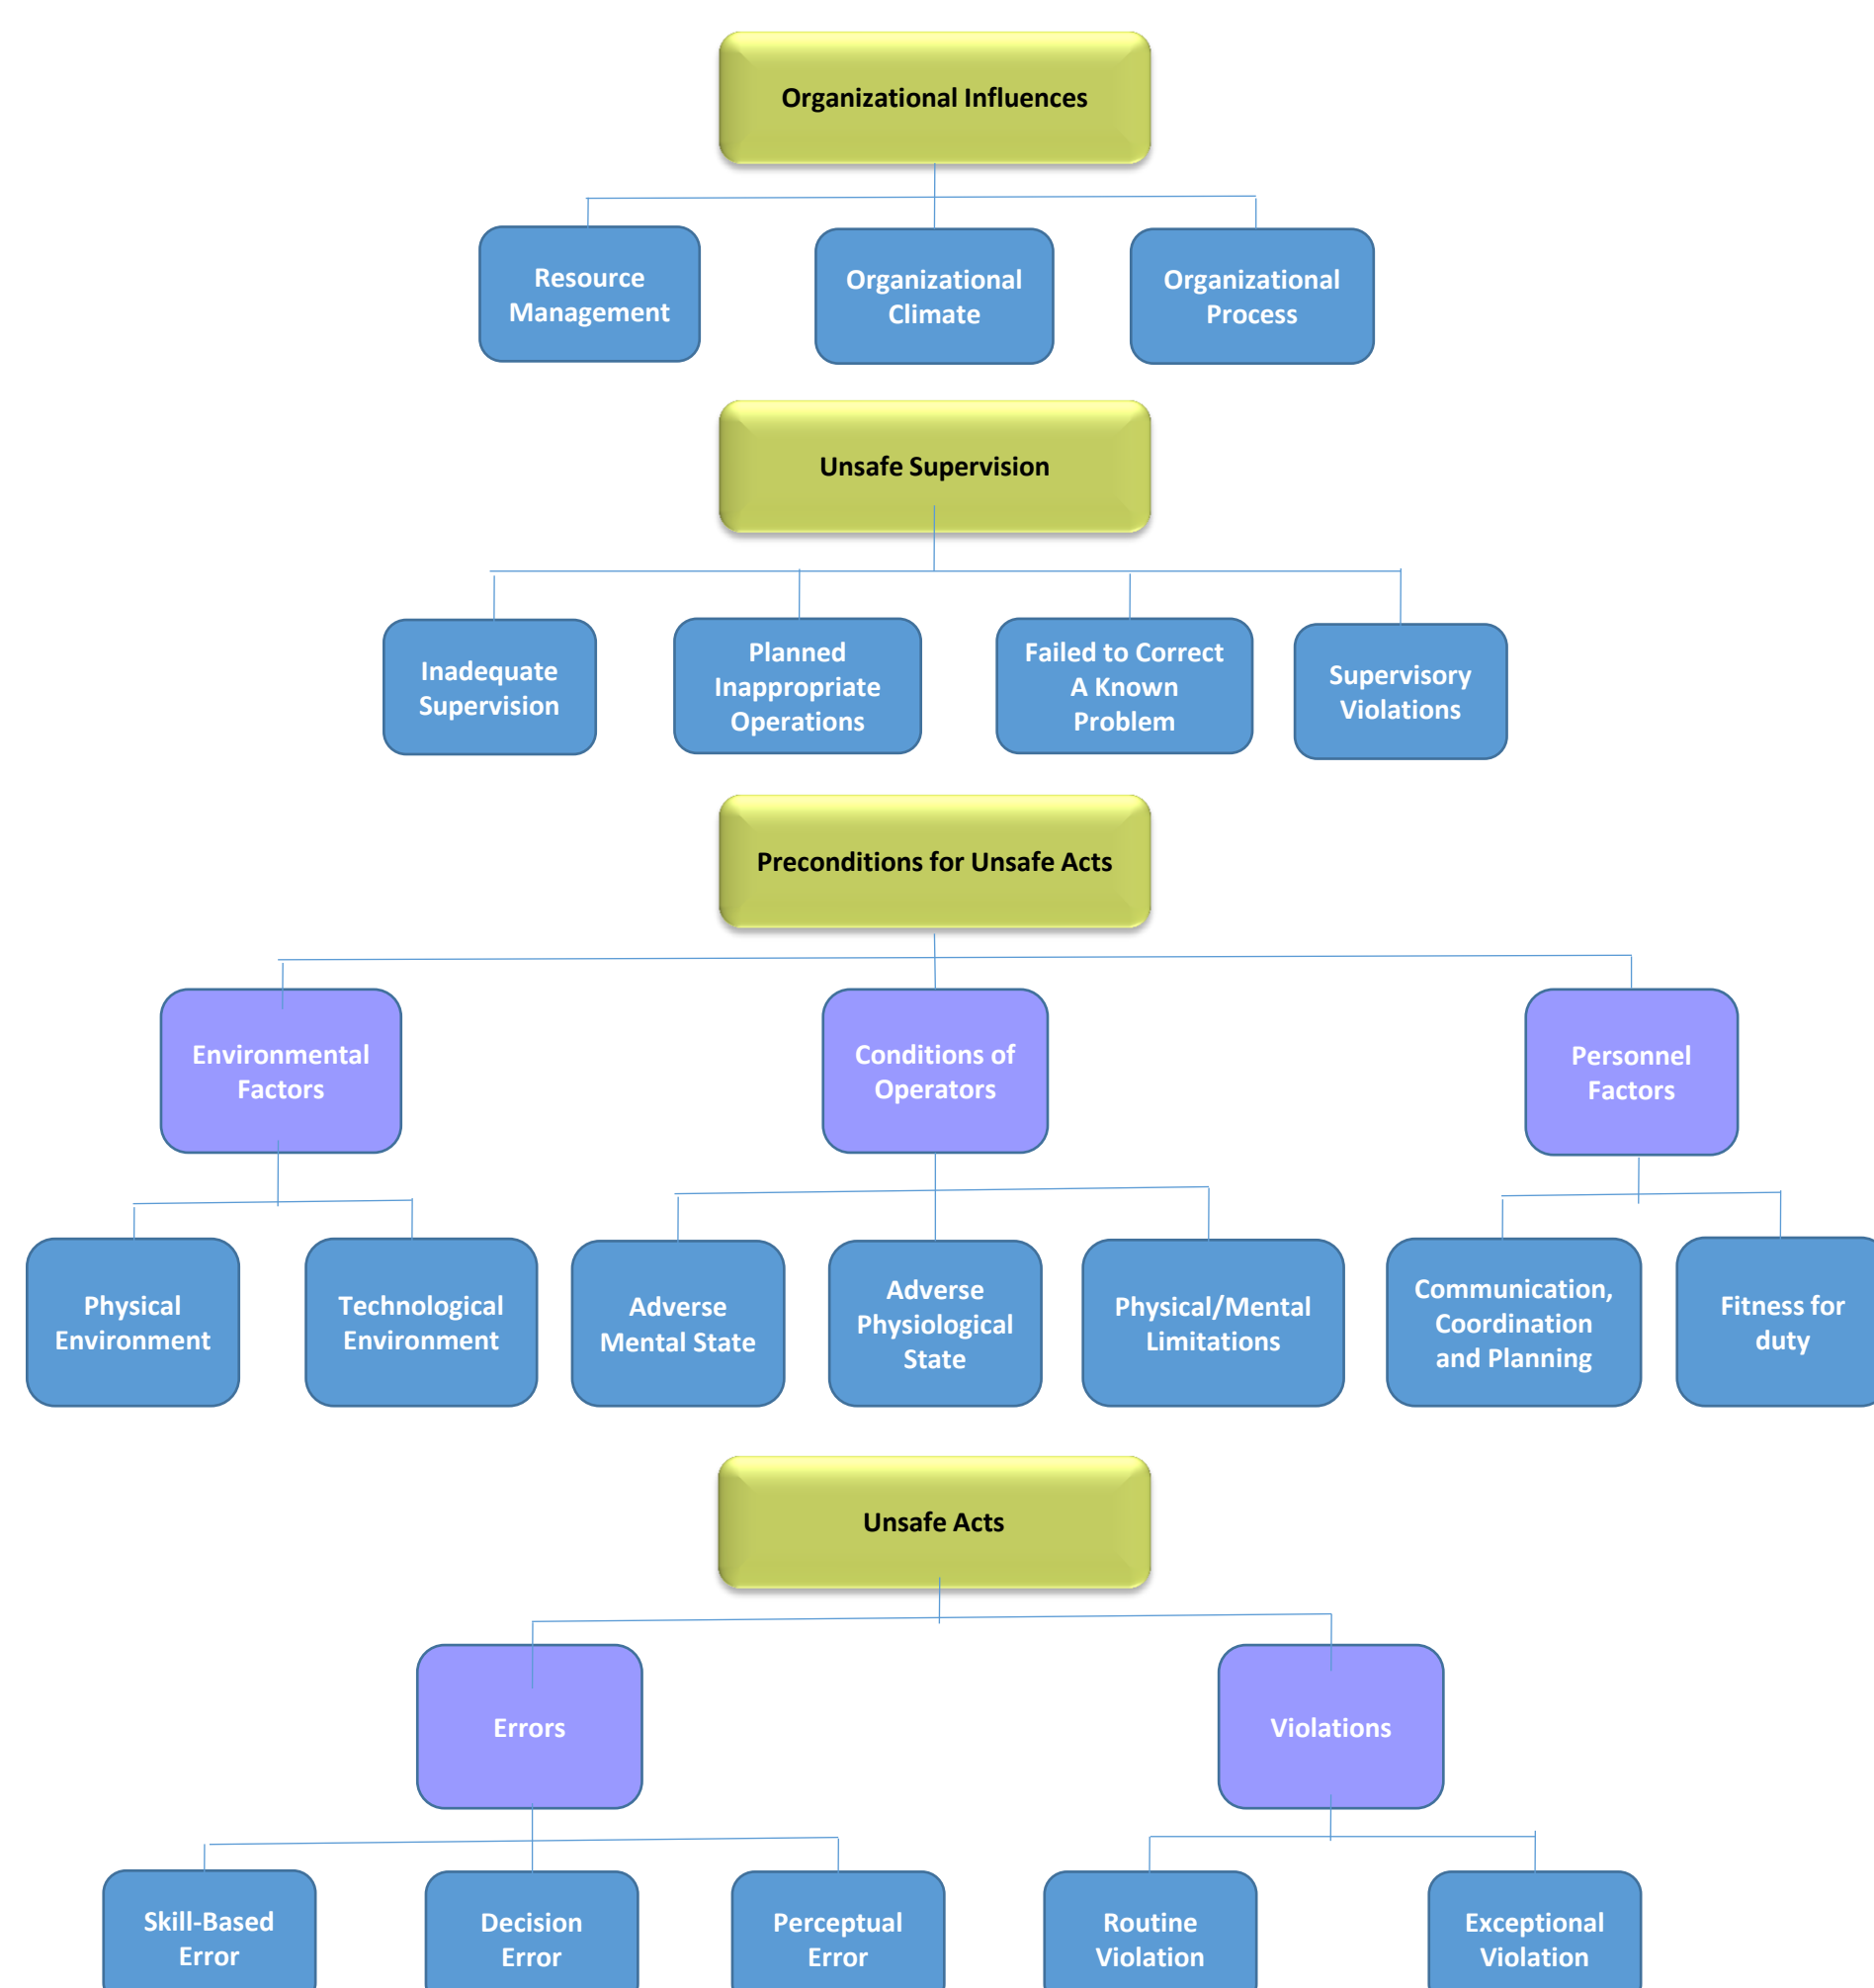 Organizational Influences
Resource
Management
Organizational
Climate
Organizational
Process
Unsafe Supervision
Inadequate
Supervision
Planned
Inappropriate
Operations
Failed to Correct
A Known
Problem
Supervisory
Violations
Preconditions for Unsafe Acts
Environmental
Factors
Conditions of
Operators
Personnel
Factors
Physical
Environment
Technological
Environment
Adverse
Mental State
Adverse
Physiological
State
Physical/Mental
Limitations
Communication,
Coordination
and Planning
Fitness for
duty
Unsafe Acts
Errors
Violations
Skill-Based
Error
Decision
Error
Perceptual
Error
Routine
Violation
Exceptional
Violation